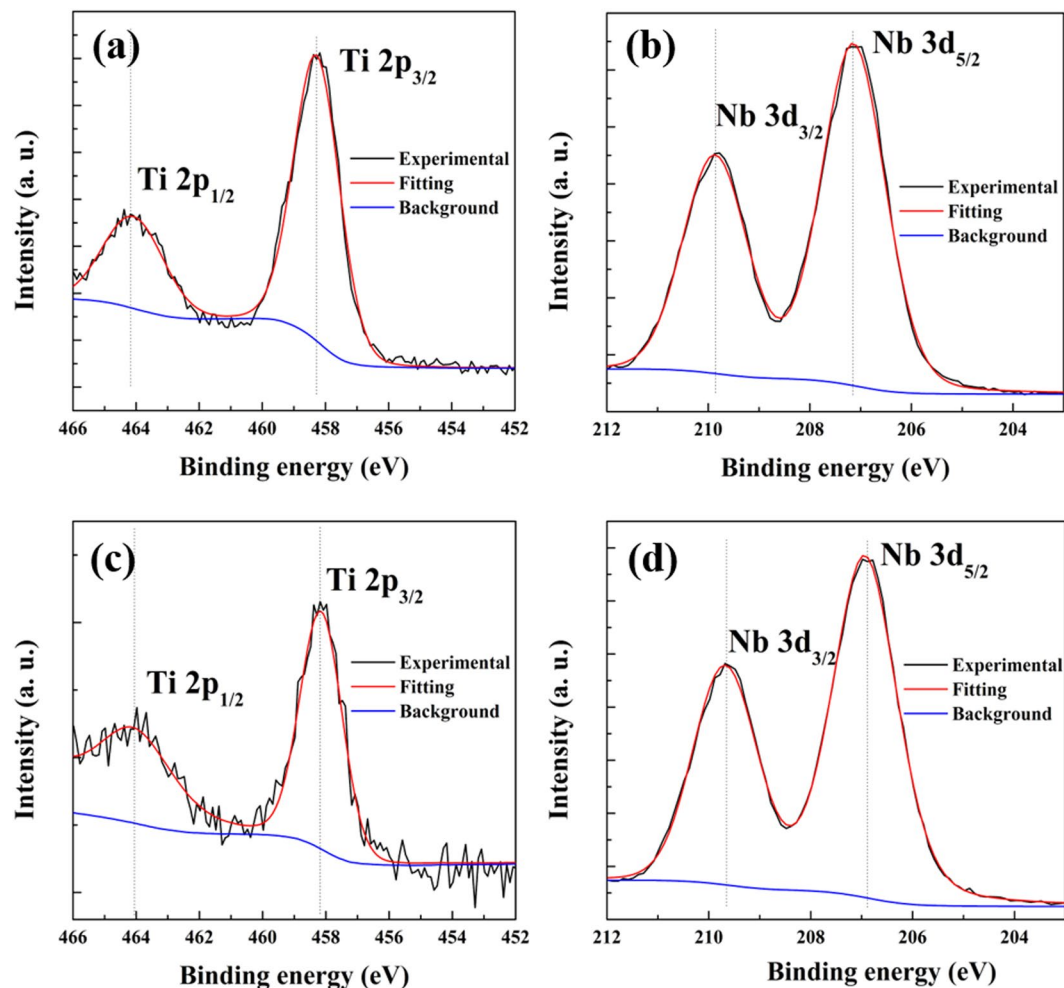 (a)
Ti 2p3/2
Ti 2p1/2
Experimental
Fitting
Background
Intensity (a. u.)
466 464 462 460 458 456 454 452
Binding energy (eV)
(b)
Nb 3d5/2
Nb 3d3/2
Experimental
Fitting
Background
Intensity (a. u.)
212 210 208 206 204
Binding energy (eV)
(c)
Ti 2p3/2
Ti 2p1/2
Experimental
Fitting
Background
Intensity (a. u.)
466 464 462 460 458 456 454 452
Binding energy (eV)
(d)
Nb 3d5/2
Nb 3d3/2
Experimental
Fitting
Background
Intensity (a. u.)
212 210 208 206 204
Binding energy (eV)